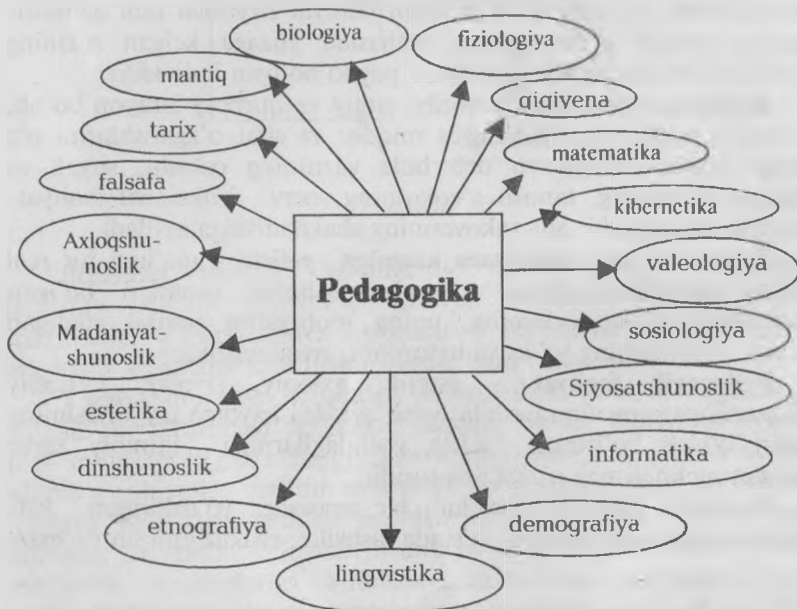 biologiya
fiziologiya
mantiq
gigiyena
tarix
matematika
falsafa
kibernetika
Axloqshu-
noslik
valeologiya
Pedagogika
Madaniyat-
shunoslik
sosiologiya
Siyosatshunoslik
estetika
informatika
dinshunoslik
etnografiya
demografiya
lingvistika